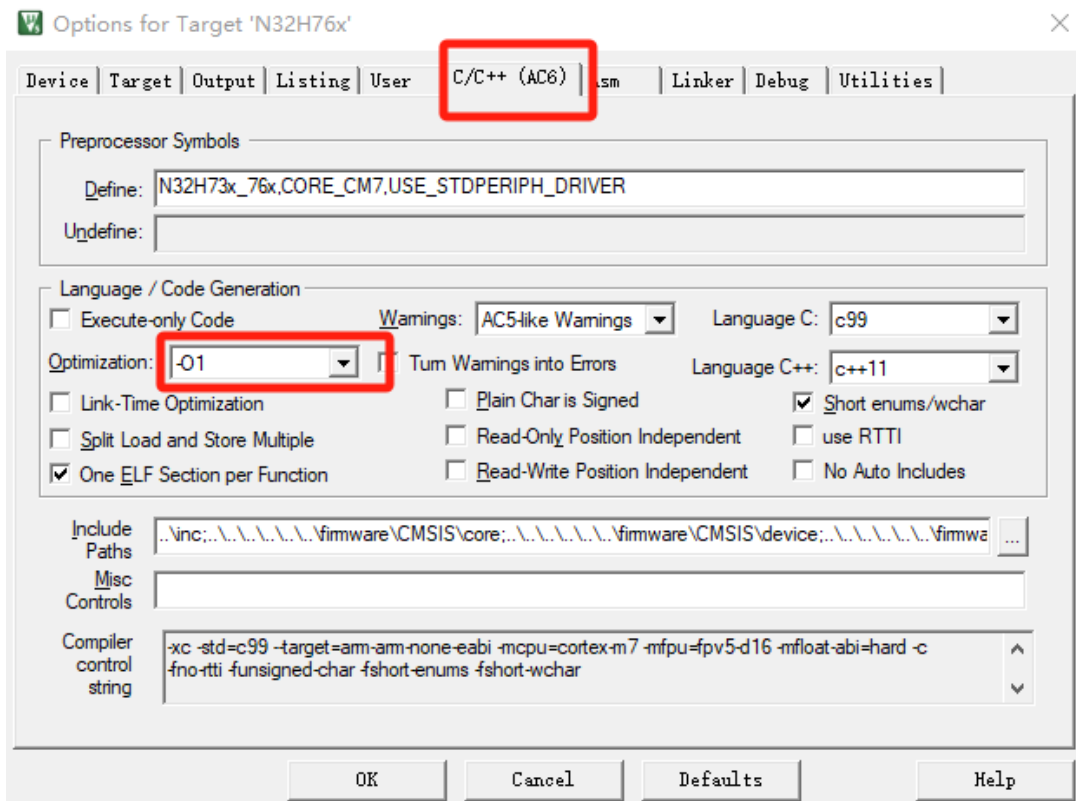 Options for Target 'N32H76x'
Device Target Output Listing User C/C++ (AC6) Asm Linker Debug Utilities
Preprocessor Symbols
Define: N32H73x_76x,CORE_CM7,USE_STDPERIPH_DRIVER
Undefine:
Language / Code Generation
Execute-only Code Warnings: AC5-like Warnings Language C: c99
Optimization: -O1 Turn Warnings into Errors Language C++: c++11
Link-Time Optimization Plain Char is Signed Short enums/wchar
Split Load and Store Multiple Read-Only Position Independent use RTTI
One ELF Section per Function Read-Write Position Independent No Auto Includes
Include Paths ..\inc;..\..\..\..\..\..\firmware\CMSIS\core;..\..\..\..\..\..\firmware\CMSIS\device;..\..\..\..\..\..\firmwa ...
Misc Controls
Compiler control string -xc -std=c99 --target=arm-arm-none-eabi -mcpu=cortex-m7 -mfpu=fpv5-d16 -mfloat-abi=hard -c
-fno-rtti -funsigned-char -fshort-enums -fshort-wchar
OK Cancel Defaults Help